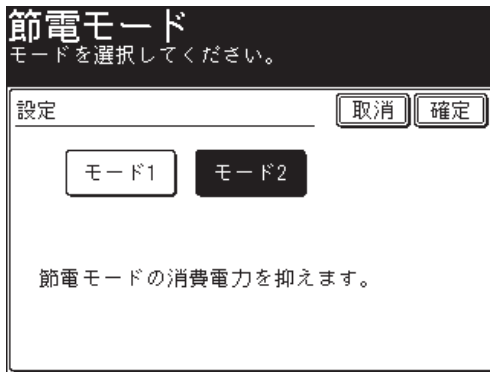 節電モード
モードを選択してください。
設定
取消
確定
モード1
モード2
節電モードの消費電力を抑えます。